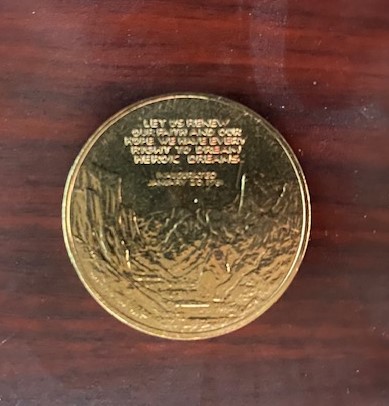 LET US RENEW
OUR FAITH AND OUR
HOPE WE HAVE EVERY
RIGHT TO DREAM
HEROIC DREAMS.
INAUGURATED
JANUARY 20, 1981